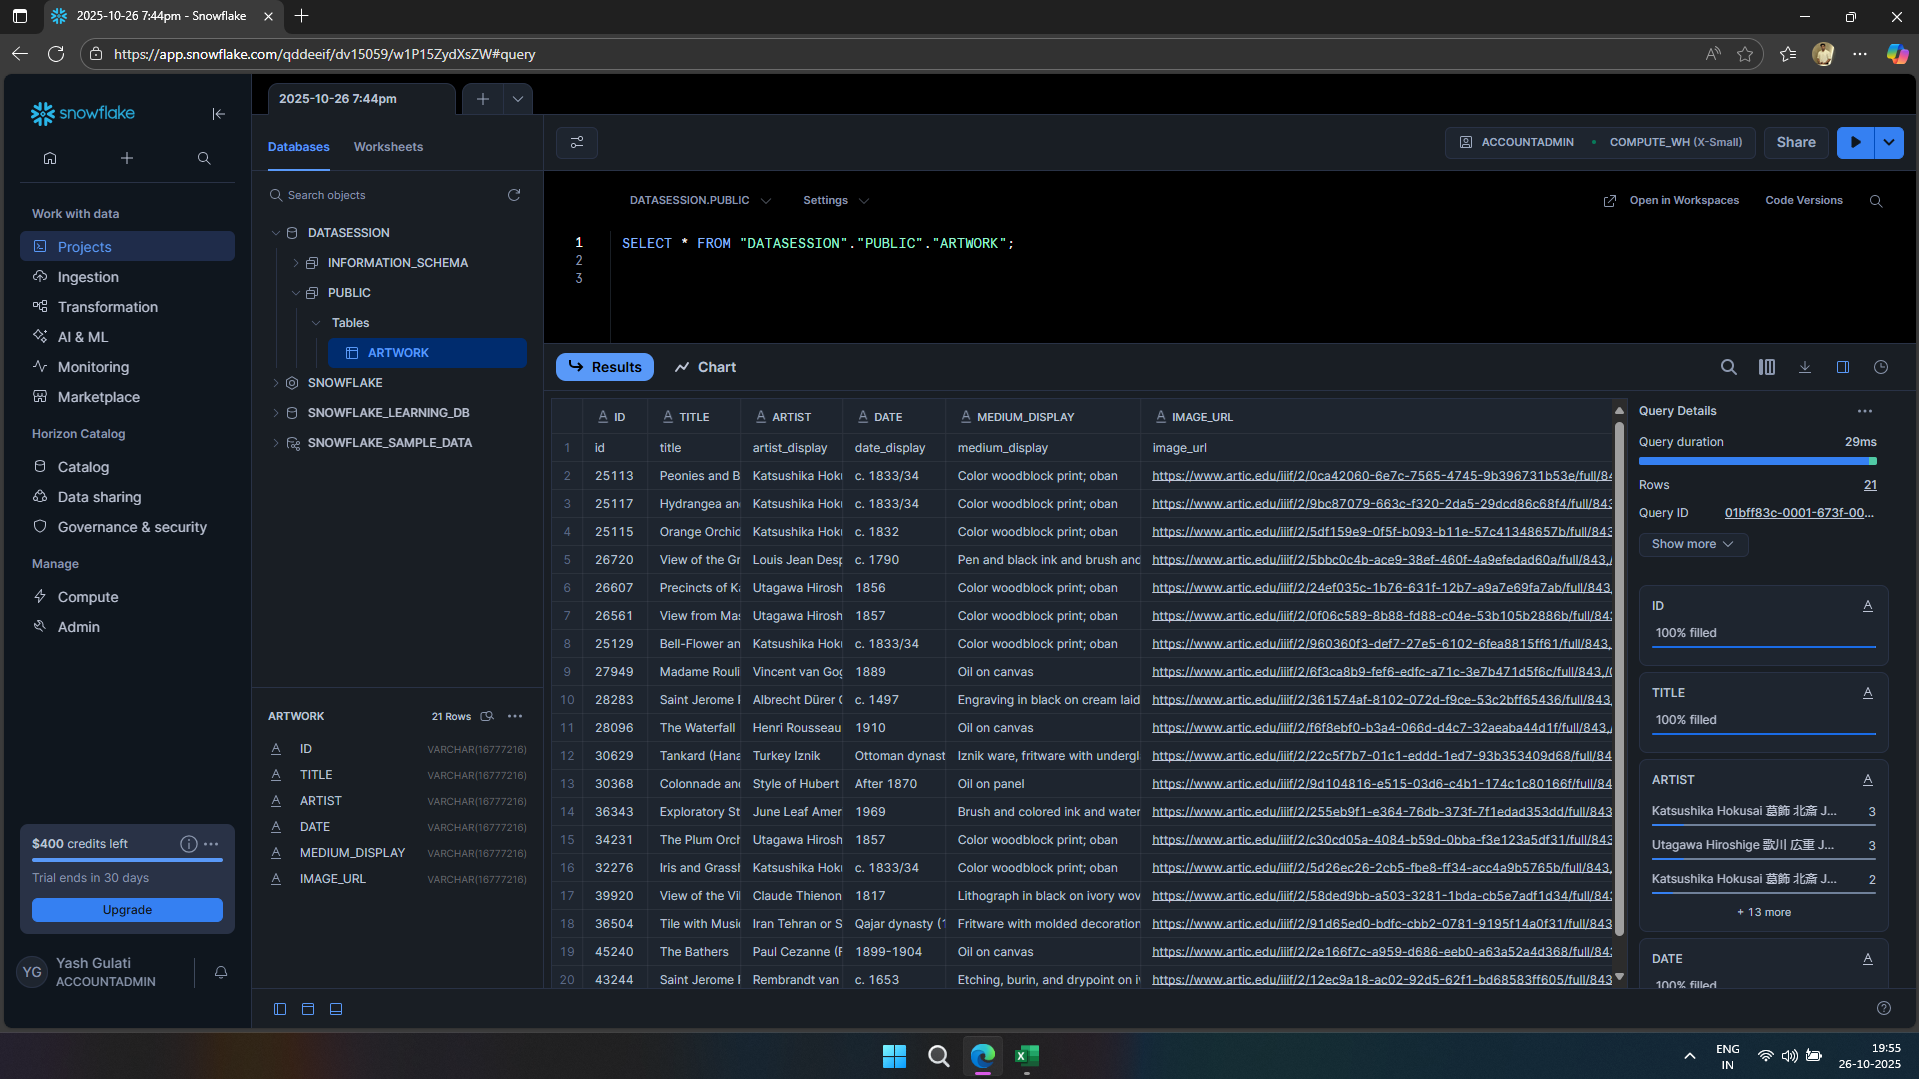 2025-10-26 7:44pm - Snowflake
https://app.snowflake.com/qddeeif/dv15059/w1P15ZydXsZW#query
snowflake
Work with data
Projects
Ingestion
Transformation
AI & ML
Monitoring
Marketplace
Horizon Catalog
Catalog
Data sharing
Governance & security
Manage
Compute
Admin
$400 credits left
Trial ends in 30 days
Upgrade
YG
Yash Gulati
ACCOUNTADMIN
2025-10-26 7:44pm
Databases Worksheets
Search objects
DATASESSION
INFORMATION_SCHEMA
PUBLIC
Tables
ARTWORK
SNOWFLAKE
SNOWFLAKE_LEARNING_DB
SNOWFLAKE_SAMPLE_DATA
ARTWORK 21 Rows
ID VARCHAR(16777216)
TITLE VARCHAR(16777216)
ARTIST VARCHAR(16777216)
DATE VARCHAR(16777216)
MEDIUM_DISPLAY VARCHAR(16777216)
IMAGE_URL VARCHAR(16777216)
ACCOUNTADMIN COMPUTE_WH (X-Small) Share
DATASESSION.PUBLIC Settings Open in Workspaces Code Versions
1 SELECT * FROM "DATASESSION"."PUBLIC"."ARTWORK";
2
3
Results Chart
ID TITLE ARTIST DATE MEDIUM_DISPLAY IMAGE_URL
1 id title artist_display date_display medium_display image_url
2 25113 Peonies and B Katsushika Hoku c. 1833/34 Color woodblock print; oban https://www.artic.edu/iiif/2/0ca42060-6e7c-7565-4745-9b396731b53e/full/84
3 25117 Hydrangea an Katsushika Hoku c. 1833/34 Color woodblock print; oban https://www.artic.edu/iiif/2/9bc87079-663c-f320-2da5-29dcd86c68f4/full/843
4 25115 Orange Orchid Katsushika Hoku c. 1832 Color woodblock print; oban https://www.artic.edu/iiif/2/5df159e9-0f5f-b093-b11e-57c41348657b/full/843
5 26720 View of the Gr Louis Jean Desp c. 1790 Pen and black ink and brush and https://www.artic.edu/iiif/2/5bbc0c4b-ace9-38ef-460f-4a9efedad60a/full/843,
6 26607 Precincts of Ka Utagawa Hirosh 1856 Color woodblock print; oban https://www.artic.edu/iiif/2/24ef035c-1b76-631f-12b7-a9a7e69fa7ab/full/843,
7 26561 View from Mas Utagawa Hirosh 1857 Color woodblock print; oban https://www.artic.edu/iiif/2/0f06c589-8b88-fd88-c04e-53b105b2886b/full/84
8 25129 Bell-Flower an Katsushika Hoku c. 1833/34 Color woodblock print; oban https://www.artic.edu/iiif/2/960360f3-def7-27e5-6102-6fea8815ff61/full/843,
9 27949 Madame Rouli Vincent van Gog 1889 Oil on canvas https://www.artic.edu/iiif/2/6f3ca8b9-fef6-edfc-a71c-3e7b471d5f6c/full/843,/
10 28283 Saint Jerome Albrecht Dürer Engraving in black on cream laid c. 1497 https://www.artic.edu/iiif/2/361574af-8102-072d-f9ce-53c2bff65436/full/843,
11 28096 The Waterfall Henri Rousseau 1910 Oil on canvas https://www.artic.edu/iiif/2/f6f8ebf0-b3a4-066d-d4c7-32aeaba44d1f/full/843,
12 30629 Tankard (Hana Turkey Iznik Ottoman dynast Iznik ware, fritware with undergl https://www.artic.edu/iiif/2/22c5f7b7-01c1-eddd-1ed7-93b353409d68/full/84
13 30368 Colonnade and Style of Hubert After 1870 Oil on panel https://www.artic.edu/iiif/2/9d104816-e515-03d6-c4b1-174c1c80166f/full/84
14 36343 Exploratory St June Leaf Amer 1969 Brush and colored ink and water https://www.artic.edu/iiif/2/255eb9f1-e364-76db-373f-7f1edad353dd/full/843
15 34231 The Plum Orch Utagawa Hirosh 1857 Color woodblock print; oban https://www.artic.edu/iiif/2/c30cd05a-4084-b59d-0bba-f3e123a5df31/full/843
16 32276 Iris and Grassh Katsushika Hoku c. 1833/34 Color woodblock print; oban https://www.artic.edu/iiif/2/5d26ec26-2cb5-fbe8-ff34-acc4a9b5765b/full/843,
17 39920 View of the Vil Claude Thienon 1817 Lithograph in black on ivory wov https://www.artic.edu/iiif/2/58ded9bb-a503-3281-1bda-cb5e7adf1d34/full/843
18 36504 Tile with Music Iran Tehran or S Qajar dynasty (1 Fritware with molded decoration https://www.artic.edu/iiif/2/91d65ed0-bdfc-cbb2-0781-9195f14a0f31/full/843
19 45240 The Bathers Paul Cezanne (F 1899-1904 Oil on canvas https://www.artic.edu/iiif/2/2e166f7c-a959-d686-eeb0-a63a52a4d368/full/84
20 43244 Saint Jerome Rembrandt van c. 1653 Etching, burin, and drypoint on iv https://www.artic.edu/iiif/2/12ec9a18-ac02-92d5-62f1-bd68583ff605/full/843
Query Details
Query duration 29ms
Rows 21
Query ID 01bff83c-0001-673f-00...
Show more
ID
100% filled
TITLE
100% filled
ARTIST
Katsushika Hokusai 葛飾 北斎 J... 3
Utagawa Hiroshige 歌川 広重 J... 3
Katsushika Hokusai 葛飾 北斎 J... 2
+ 13 more
DATE
100% filled
ENG
IN
19:55
26-10-2025